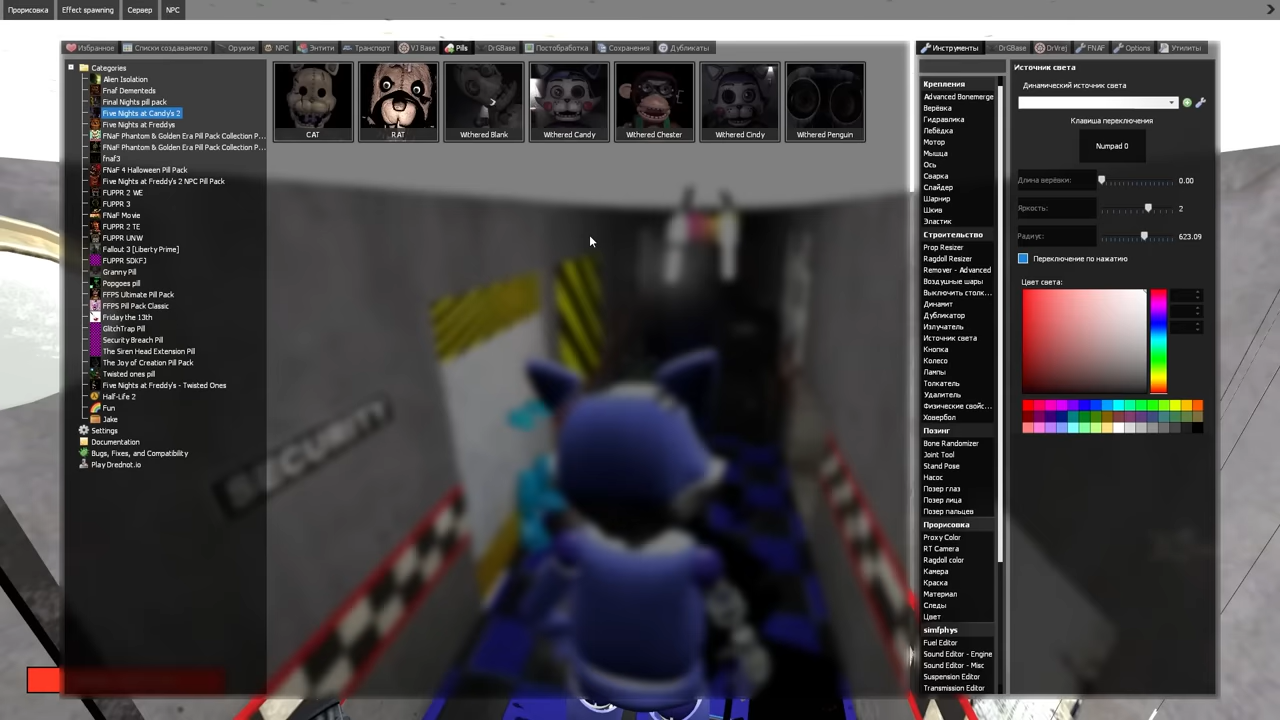 Прорисовка
Effect spawning
Сервер
NPC
Избранное
Списки создаваемого
Оружие
NPC
Энтити
Транспорт
VJ Base
Pills
DrGBase
Постобработка
Сохранения
Дубликаты
Categories
Alien Isolation
Fnaf Dementeds
Final Nights pill pack
Five Nights at Candy's 2
Five Nights at Freddys
FNaF Phantom & Golden Era Pill Pack Collection P...
FNaF Phantom & Golden Era Pill Pack Collection P...
fnaf3
FNaF 4 Halloween Pill Pack
Five Nights at Freddy's 2 NPC Pill Pack
FUPPR 2 WE
FUPPR 3
FNaF Movie
FUPPR 2 TE
FUPPR UNW
Fallout 3 [Liberty Prime]
FUPPR SDKFJ
Granny Pill
Popgoes pill
FFPS Ultimate Pill Pack
FFPS Pill Pack Classic
Friday the 13th
GlitchTrap Pill
Security Breach Pill
The Siren Head Extension Pill
The Joy of Creation Pill Pack
Twisted ones pill
Five Nights at Freddy's - Twisted Ones
Half-Life 2
Fun
Jake
Settings
Documentation
Bugs, Fixes, and Compatibility
Play Drednot.io
CAT
RAT
Withered Blank
Withered Candy
Withered Chester
Withered Cindy
Withered Penguin
SECURITY
Инструменты
DrGBase
DrVrej
FNAF
Options
Утилиты
Крепления
Advanced Bonemerge
Верёвка
Гидравлика
Лебёдка
Мотор
Мышца
Ось
Сварка
Слайдер
Шарнир
Шкив
Эластик
Строительство
Prop Resizer
Ragdoll Resizer
Remover - Advanced
Воздушные шары
Выключить столк...
Динамит
Дубликатор
Излучатель
Источник света
Кнопка
Колесо
Лампы
Толкатель
Удалитель
Физические свойс...
Ховербол
Позинг
Bone Randomizer
Joint Tool
Stand Pose
Насос
Позер глаз
Позер лица
Позер пальцев
Прорисовка
Proxy Color
RT Camera
Ragdoll color
Камера
Краска
Материал
Следы
Цвет
simfphys
Fuel Editor
Sound Editor - Engine
Sound Editor - Misc
Suspension Editor
Transmission Editor
Источник света
Динамический источник света
Клавиша переключения
Numpad 0
Длина верёвки:
0.00
Яркость:
2
Радиус:
623.09
Переключение по нажатию
Цвет света: